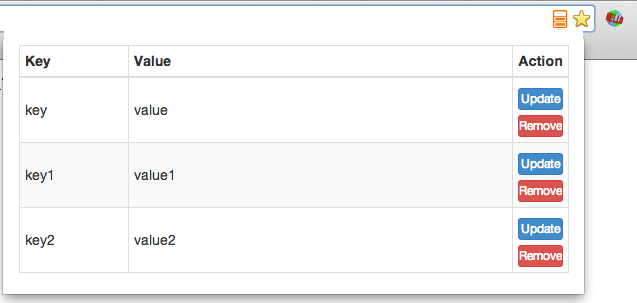 Key Value Action
key value Update
Remove
key1 value1 Update
Remove
key2 value2 Update
Remove